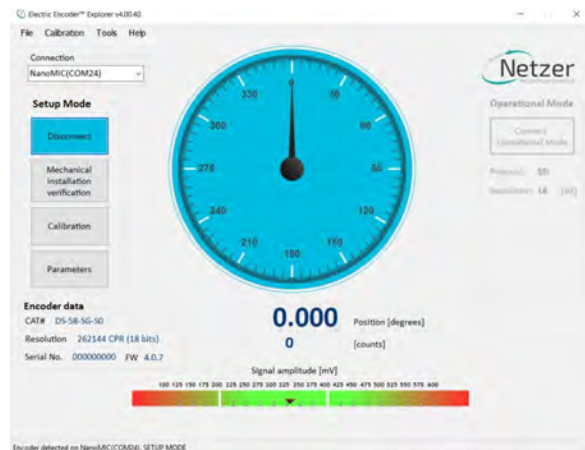 Electric Encoder™ Explorer v4.00.40
File Calibration Tools Help
Connection
NanoMIC(COM24)
Netzer
Setup Mode
Operational Mode
Disconnect
Connect
Operational Mode
Mechanical
installation
verification
Protocol: SSi
Resolution: 18 [bit]
Calibration
Parameters
0
30
60
120
150
180
210
240
270
300
330
Encoder data
CAT# DS-58-SG-S0
Resolution 262144 CPR (18 bits)
Serial No. 000000000 FW 4.0.7
0.000 Position [degrees]
0 [counts]
Signal amplitude [mV]
100 125 150 175 200 225 250 275 300 325 350 375 400 425 450 475 500 525 550 575 600
Encoder detected on NanoMIC(COM24), SETUP MODE